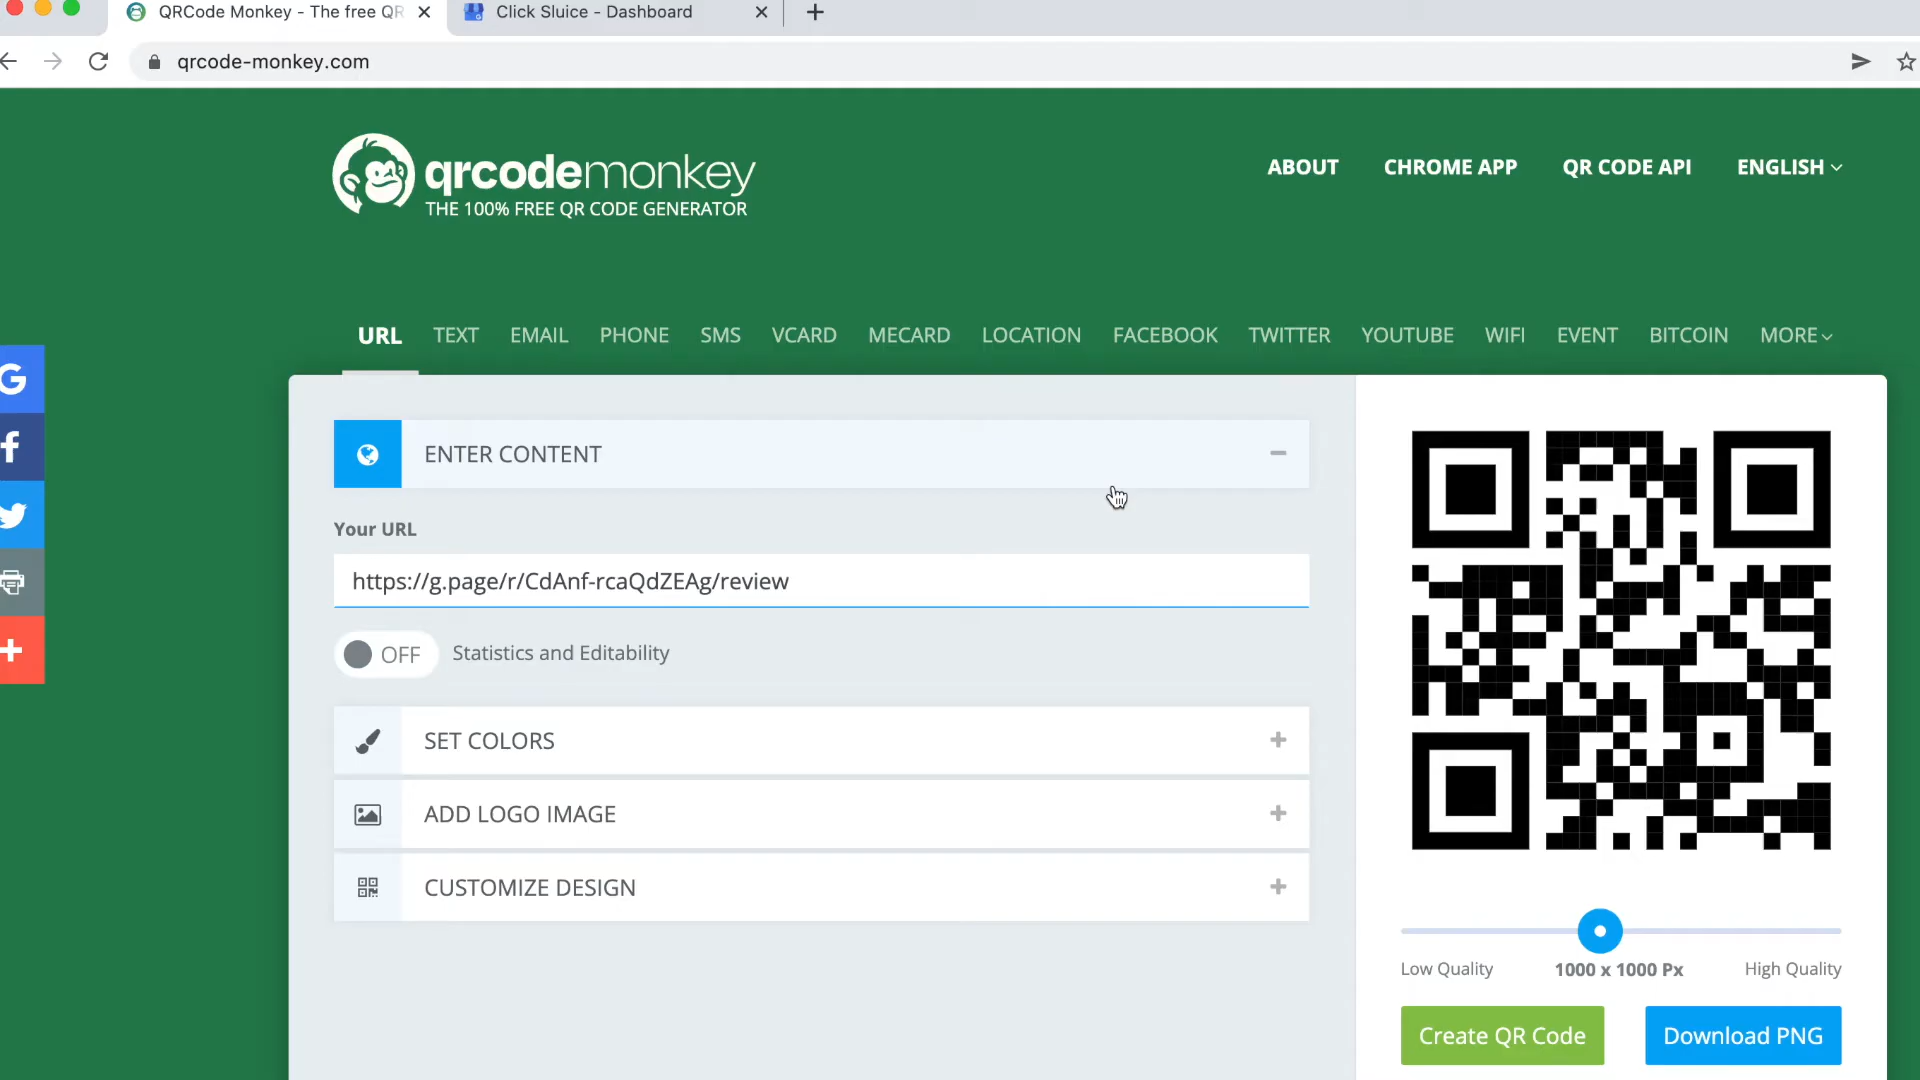 QRCode Monkey - The free QR
Click Sluice - Dashboard
qrcode-monkey.com
qrcodemonkey
THE 100% FREE QR CODE GENERATOR
ABOUT
CHROME APP
QR CODE API
ENGLISH
URL
TEXT
EMAIL
PHONE
SMS
VCARD
MECARD
LOCATION
FACEBOOK
TWITTER
YOUTUBE
WIFI
EVENT
BITCOIN
MORE
ENTER CONTENT
Your URL
https://g.page/r/CdAnf-rcaQdZEAg/review
OFF
Statistics and Editability
SET COLORS
ADD LOGO IMAGE
CUSTOMIZE DESIGN
Low Quality
1000 x 1000 Px
High Quality
Create QR Code
Download PNG